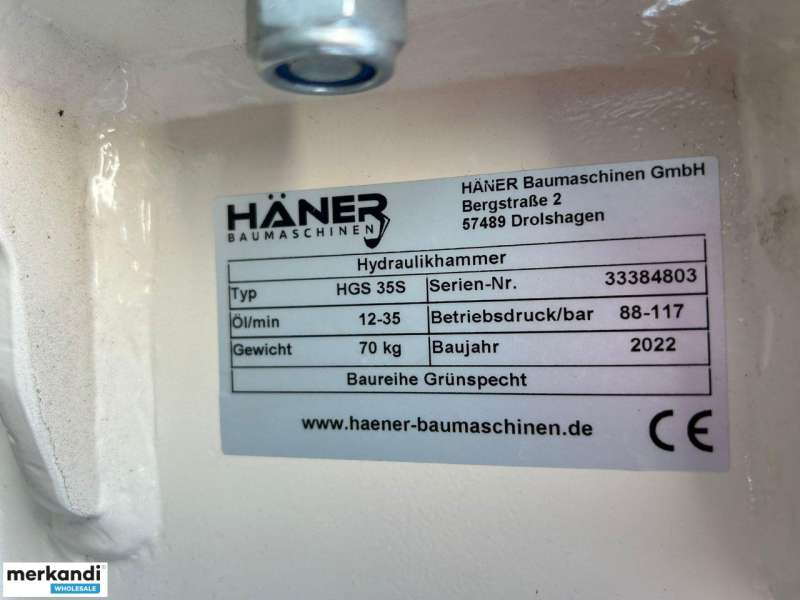 HÄNER
BAUMASCHINEN
HÄNER Baumaschinen GmbH
Bergstraße 2
57489 Drolshagen
Hydraulikhammer
Typ HGS 35S Serien-Nr. 33384803
Öl/min 12-35 Betriebsdruck/bar 88-117
Gewicht 70 kg Baujahr 2022
Baureihe Grünspecht
www.haener-baumaschinen.de CE
merkandi
WHOLESALE